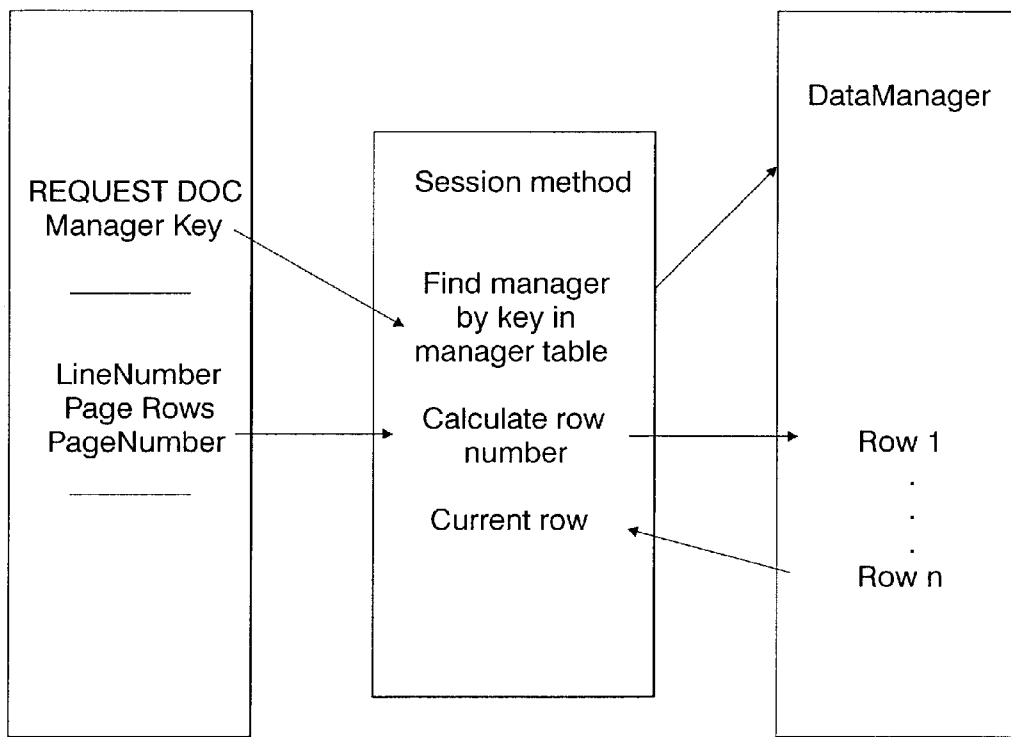 REQUEST DOC
Manager Key
LineNumber
Page Rows
PageNumber
Session method
Find manager
by key in
manager table
Calculate row
number
Current row
DataManager
Row 1
.
.
.
Row n